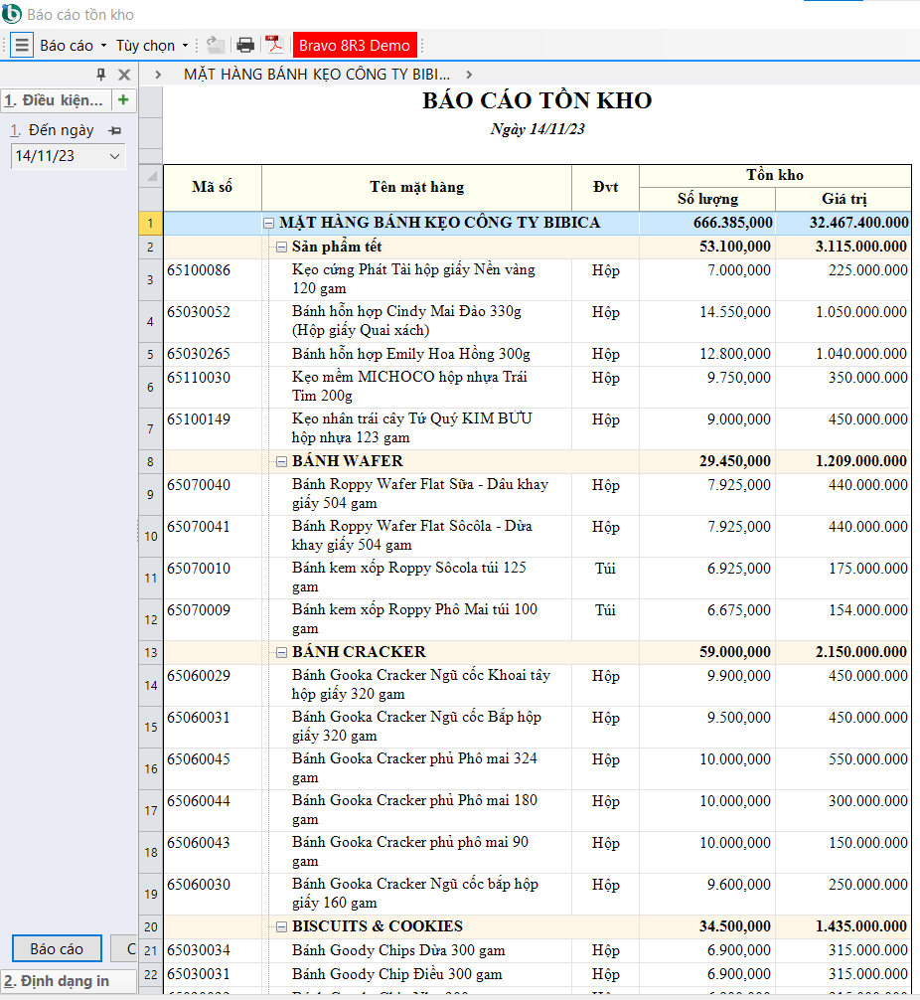 Báo cáo tồn kho
Báo cáo Tùy chọn Bravo 8R3 Demo
MẶT HÀNG BÁNH KẸO CÔNG TY BIBI...
1. Điều kiện...
1. Đến ngày
14/11/23
BÁO CÁO TỒN KHO
Ngày 14/11/23
Mã số Tên mặt hàng Đvt Tồn kho
Số lượng Giá trị
1 MẶT HÀNG BÁNH KẸO CÔNG TY BIBICA 666.385,000 32.467.400.000
2 Sản phẩm tết 53.100,000 3.115.000.000
3 65100086 Kẹo cứng Phát Tài hộp giấy Nền vàng Hộp 7.000,000 225.000.000
120 gam
4 65030052 Bánh hỗn hợp Cindy Mai Đào 330g Hộp 14.550,000 1.050.000.000
(Hộp giấy Quai xách)
5 65030265 Bánh hỗn hợp Emily Hoa Hồng 300g Hộp 12.800,000 1.040.000.000
6 65110030 Kẹo mềm MICHOCO hộp nhựa Trái Hộp 9.750,000 350.000.000
Tim 200g
7 65100149 Kẹo nhân trái cây Tứ Quý KIM BỬU Hộp 9.000,000 450.000.000
hộp nhựa 123 gam
8 BÁNH WAFER 29.450,000 1.209.000.000
9 65070040 Bánh Roppy Wafer Flat Sữa - Dâu khay Hộp 7.925,000 440.000.000
giấy 504 gam
10 65070041 Bánh Roppy Wafer Flat Sôcôla - Dừa Hộp 7.925,000 440.000.000
khay giấy 504 gam
11 65070010 Bánh kem xốp Roppy Sôcola túi 125 Túi 6.925,000 175.000.000
gam
12 65070009 Bánh kem xốp Roppy Phô Mai túi 100 Túi 6.675,000 154.000.000
gam
13 BÁNH CRACKER 59.000,000 2.150.000.000
14 65060029 Bánh Gooka Cracker Ngũ cốc Khoai tây Hộp 9.900,000 450.000.000
hộp giấy 320 gam
15 65060031 Bánh Gooka Cracker Ngũ cốc Bắp hộp Hộp 9.500,000 450.000.000
giấy 320 gam
16 65060045 Bánh Gooka Cracker phủ Phô mai 324 Hộp 10.000,000 550.000.000
gam
17 65060044 Bánh Gooka Cracker phủ Phô mai 180 Hộp 10.000,000 300.000.000
gam
18 65060043 Bánh Gooka Cracker phủ phô mai 90 Hộp 10.000,000 150.000.000
gam
19 65060030 Bánh Gooka Cracker Ngũ cốc bắp hộp Hộp 9.600,000 250.000.000
giấy 160 gam
20 BISCUITS & COOKIES 34.500,000 1.435.000.000
21 65030034 Bánh Goody Chips Dừa 300 gam Hộp 6.900,000 315.000.000
22 65030031 Bánh Goody Chip Điều 300 gam Hộp 6.900,000 315.000.000
Báo cáo C
2. Định dạng in